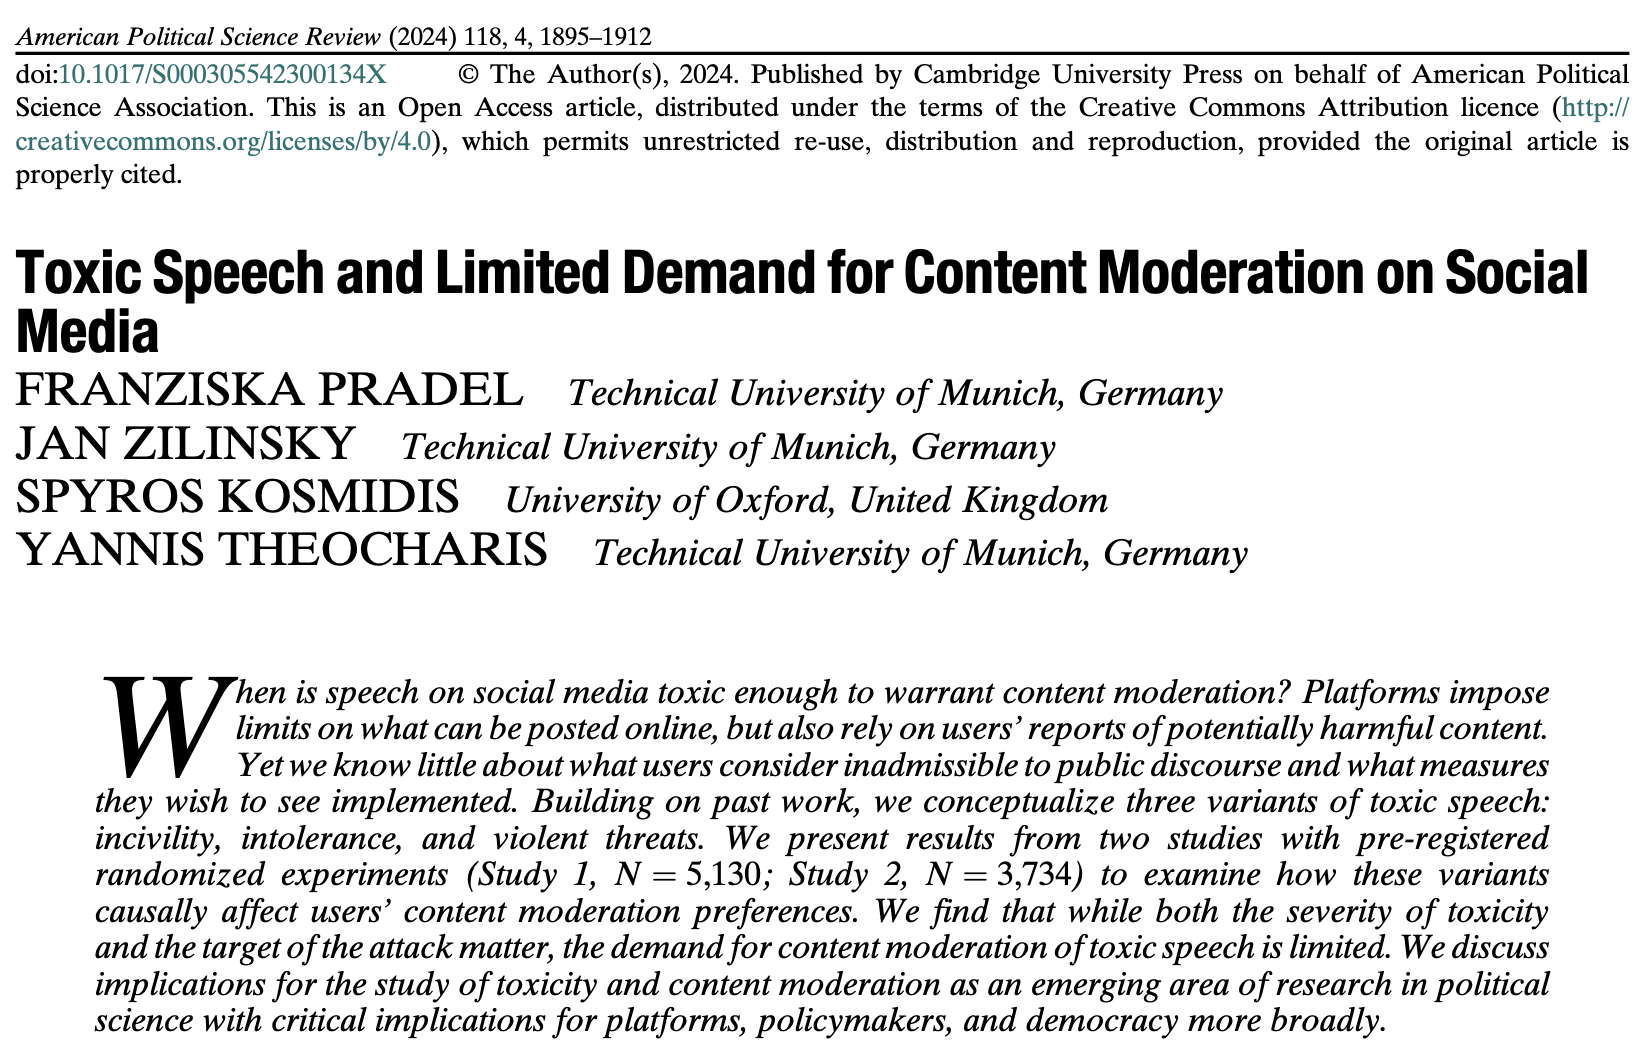 American Political Science Review (2024) 118, 4, 1895–1912
doi:10.1017/S000305542300134X © The Author(s), 2024. Published by Cambridge University Press on behalf of American Political
Science Association. This is an Open Access article, distributed under the terms of the Creative Commons Attribution licence (http://
creativecommons.org/licenses/by/4.0), which permits unrestricted re-use, distribution and reproduction, provided the original article is
properly cited.
Toxic Speech and Limited Demand for Content Moderation on Social
Media
FRANZISKA PRADEL Technical University of Munich, Germany
JAN ZILINSKY Technical University of Munich, Germany
SPYROS KOSMIDIS University of Oxford, United Kingdom
YANNIS THEOCHARIS Technical University of Munich, Germany
When is speech on social media toxic enough to warrant content moderation? Platforms impose
limits on what can be posted online, but also rely on users’ reports of potentially harmful content.
Yet we know little about what users consider inadmissible to public discourse and what measures
they wish to see implemented. Building on past work, we conceptualize three variants of toxic speech:
incivility, intolerance, and violent threats. We present results from two studies with pre-registered
randomized experiments (Study 1, N = 5,130; Study 2, N = 3,734) to examine how these variants
causally affect users’ content moderation preferences. We find that while both the severity of toxicity
and the target of the attack matter, the demand for content moderation of toxic speech is limited. We discuss
implications for the study of toxicity and content moderation as an emerging area of research in political
science with critical implications for platforms, policymakers, and democracy more broadly.